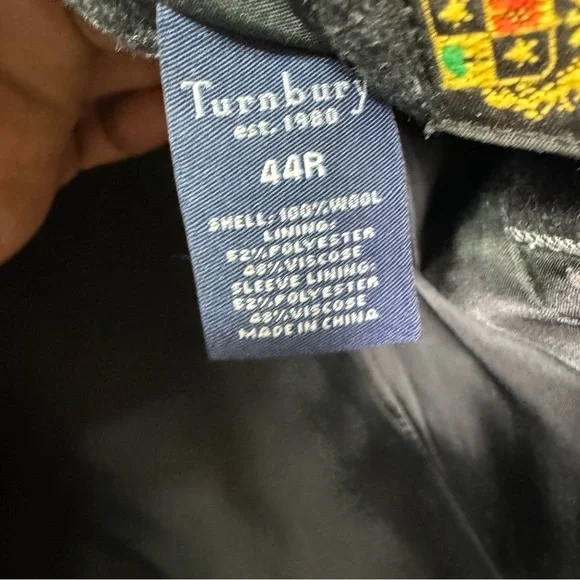 Turnbury
est. 1980
44R
SHELL: 100%WOOL
LINING:
52%POLYESTER
48%VISCOSE
SLEEVE LINING:
52%POLYESTER
48%VISCOSE
MADE IN CHINA